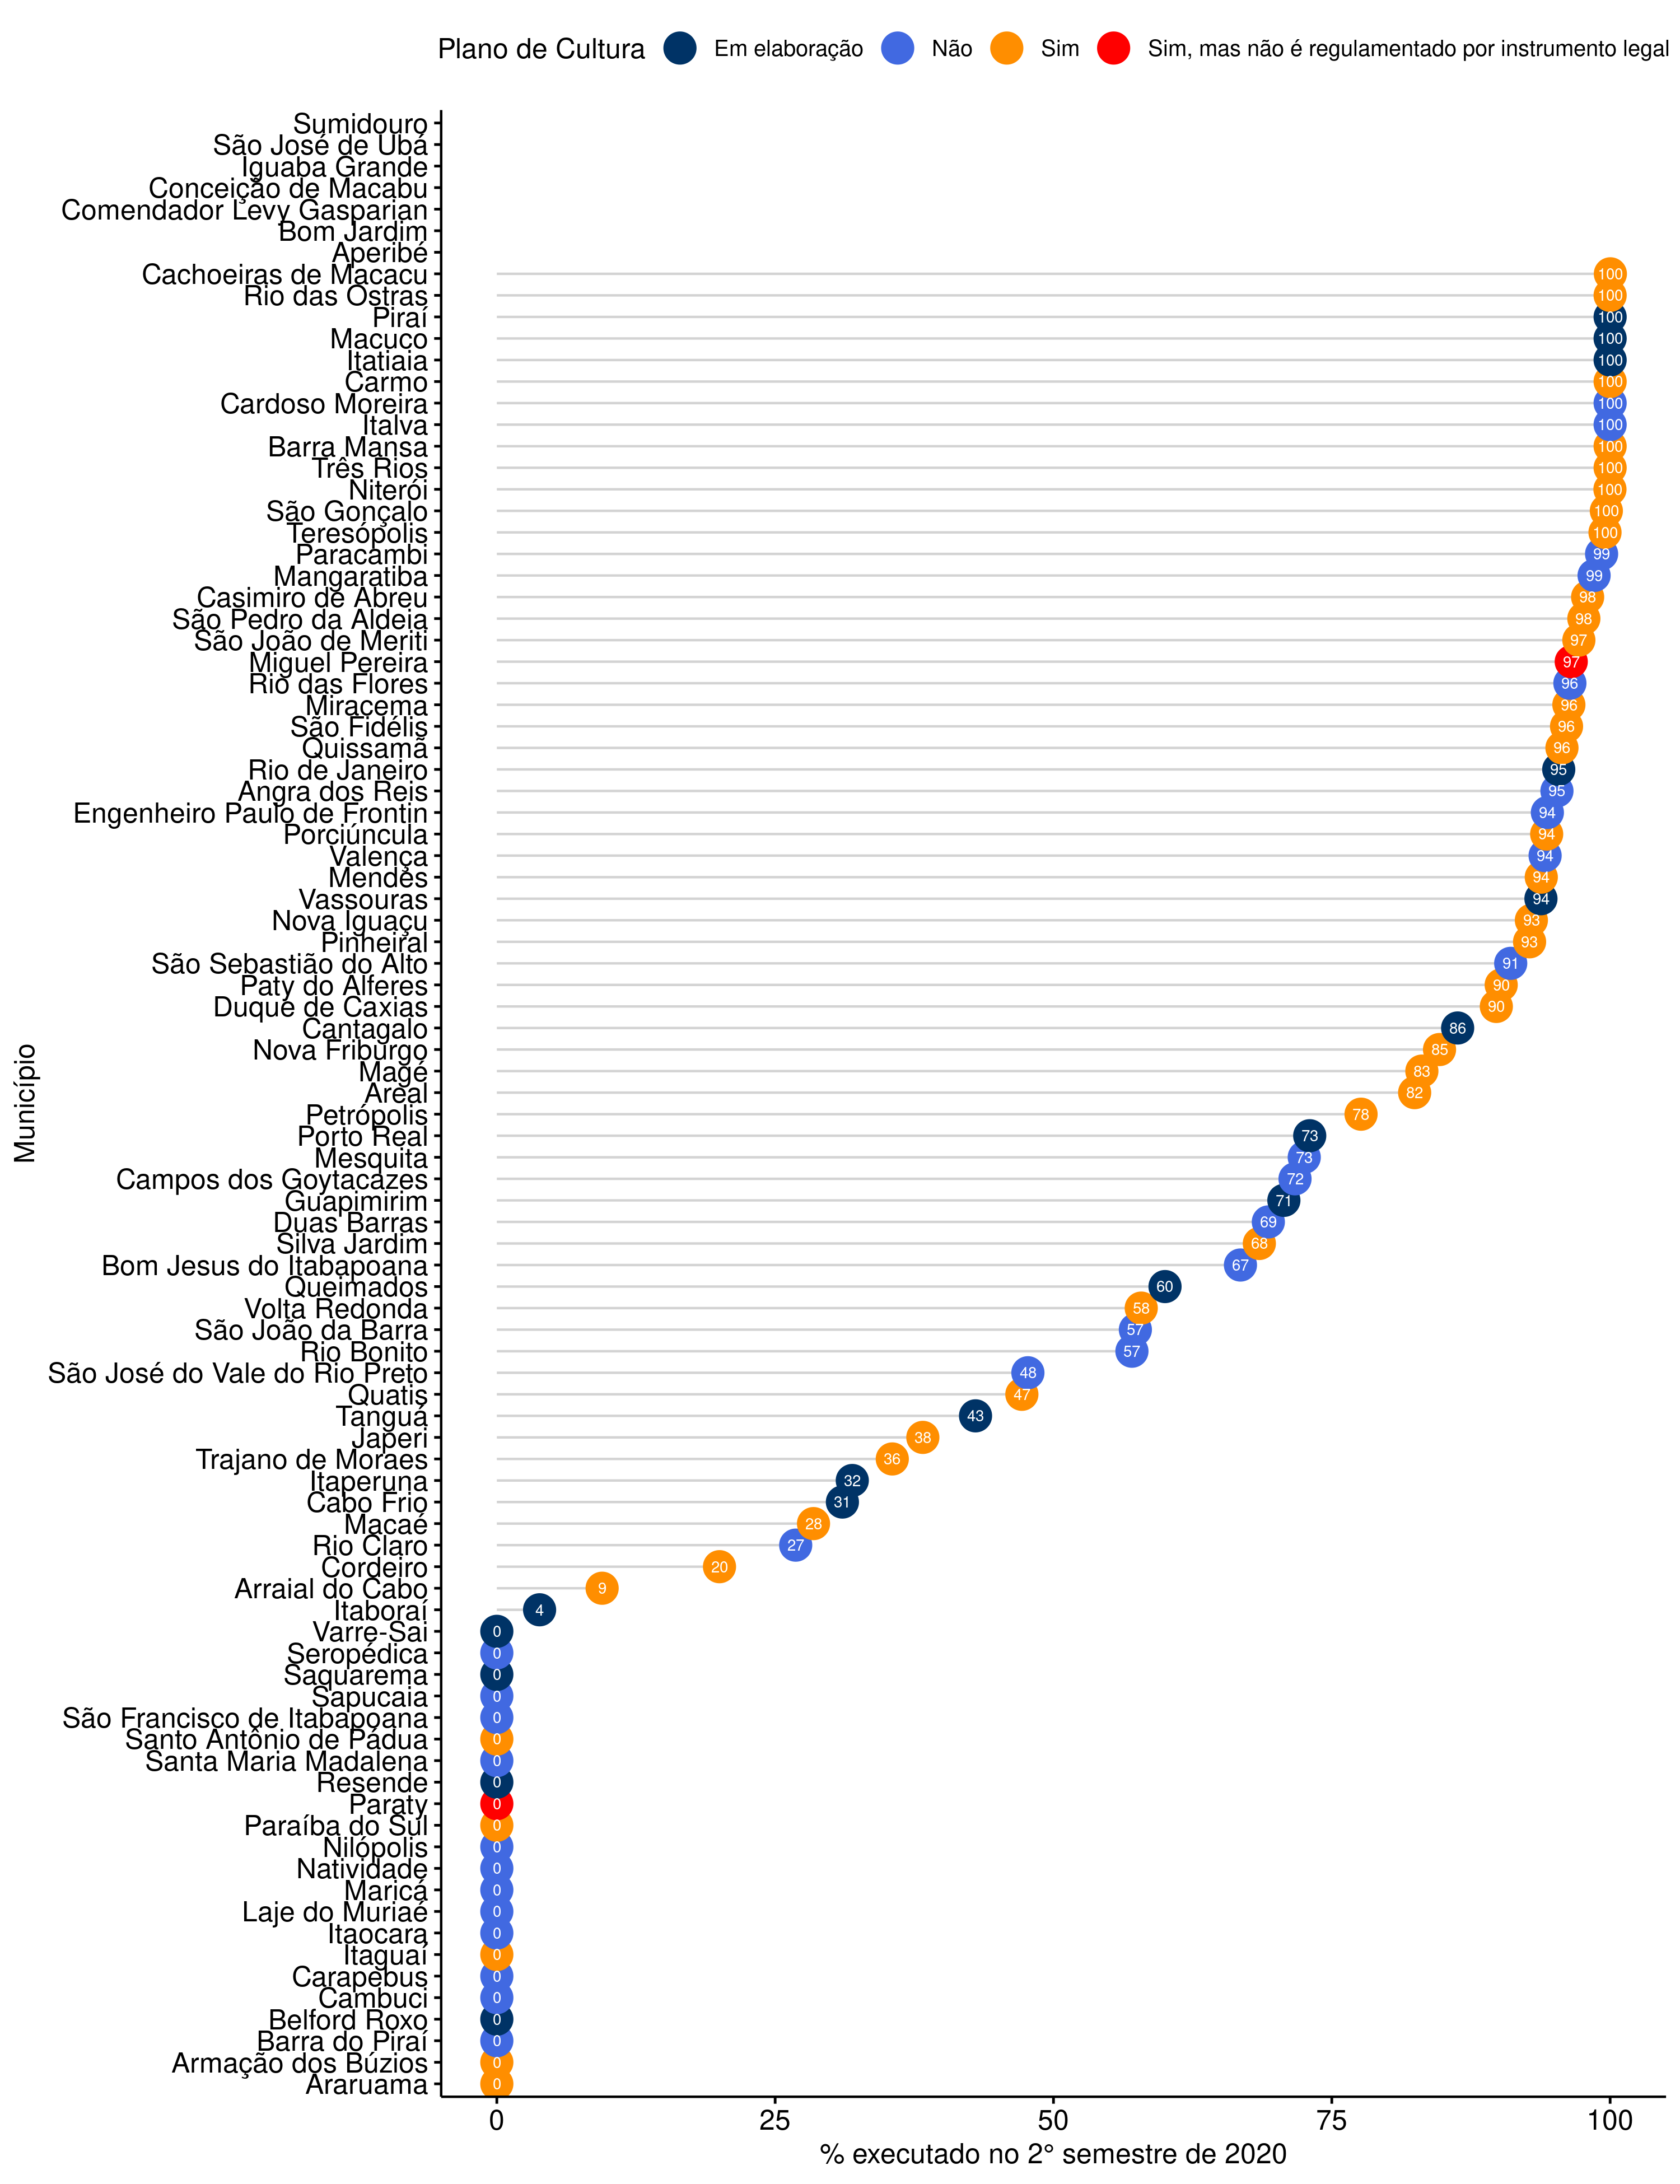 Plano de Cultura Em elaboração Não Sim Sim, mas não é regulamentado por instrumento legal
Sumidouro
São José de Ubá
Iguaba Grande
Conceição de Macabu
Comendador Levy Gasparian
Bom Jardim
Aperibé
Cachoeiras de Macacu 100
Rio das Ostras 100
Piraí 100
Macuco 100
Itatiaia 100
Carmo 100
Cardoso Moreira 100
Italva 100
Barra Mansa 100
Três Rios 100
Niterói 100
São Gonçalo 100
Teresópolis 100
Paracambi 99
Mangaratiba 99
Casimiro de Abreu 98
São Pedro da Aldeia 98
São João de Meriti 97
Miguel Pereira 97
Rio das Flores 96
Miracema 96
São Fidélis 96
Quissamã 96
Rio de Janeiro 95
Angra dos Reis 95
Engenheiro Paulo de Frontin 94
Porciúncula 94
Valença 94
Mendes 94
Vassouras 94
Nova Iguaçu 93
Pinheiral 93
São Sebastião do Alto 91
Paty do Alferes 90
Duque de Caxias 90
Cantagalo 86
Nova Friburgo 85
Magé 83
Areal 82
Petrópolis 78
Porto Real 73
Mesquita 73
Campos dos Goytacazes 72
Guapimirim 71
Duas Barras 69
Silva Jardim 68
Bom Jesus do Itabapoana 67
Queimados 60
Volta Redonda 58
São João da Barra 57
Rio Bonito 57
São José do Vale do Rio Preto 48
Quatis 47
Tanguá 43
Japeri 38
Trajano de Moraes 36
Itaperuna 32
Cabo Frio 31
Macaé 28
Rio Claro 27
Cordeiro 20
Arraial do Cabo 9
Itaboraí 4
Varre-Sai 0
Seropédica 0
Saquarema 0
Sapucaia 0
São Francisco de Itabapoana 0
Santo Antônio de Pádua 0
Santa Maria Madalena 0
Resende 0
Paraty 0
Paraíba do Sul 0
Nilópolis 0
Natividade 0
Maricá 0
Laje do Muriaé 0
Itaocara 0
Itaguaí 0
Carapebus 0
Cambuci 0
Belford Roxo 0
Barra do Piraí 0
Armação dos Búzios 0
Araruama 0
Município
0 25 50 75 100
% executado no 2° semestre de 2020